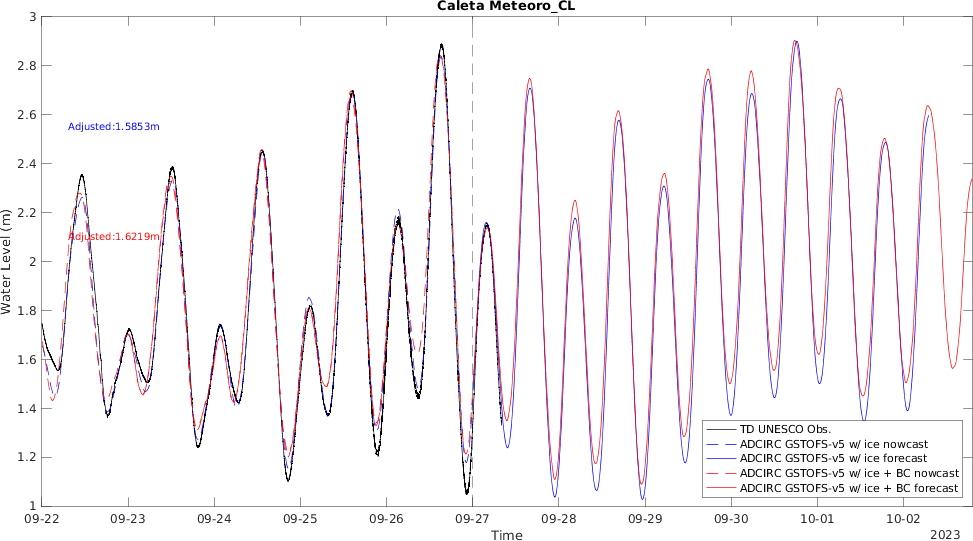 Caleta Meteoro_CL
3
2.8
2.6
2.4
2.2
2
1.8
1.6
1.4
1.2
1
Water Level (m)
Adjusted:1.5853m
Adjusted:1.6219m
TD UNESCO Obs.
ADCIRC GSTOFS-v5 w/ ice nowcast
ADCIRC GSTOFS-v5 w/ ice forecast
ADCIRC GSTOFS-v5 w/ ice + BC nowcast
ADCIRC GSTOFS-v5 w/ ice + BC forecast
09-22 09-23 09-24 09-25 09-26 09-27 09-28 09-29 09-30 10-01 10-02
Time
2023